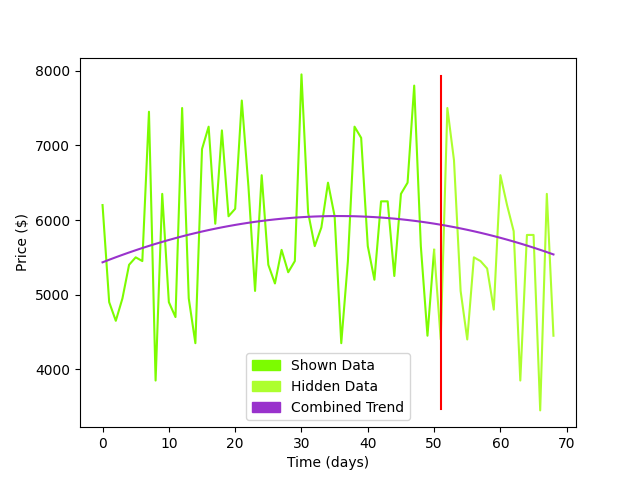 8000
7000
6000
5000
4000
Price ($)
Shown Data
Hidden Data
Combined Trend
0 10 20 30 40 50 60 70
Time (days)